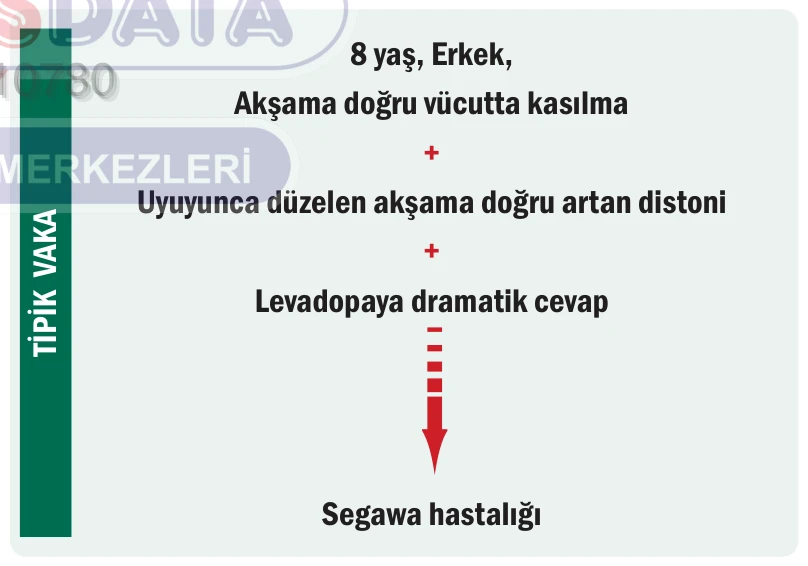 SDATA
10780
MERKEZLERİ
TİPİK VAKA
8 yaş, Erkek,
Akşama doğru vücutta kasılma
+
Uyuyunca düzelen akşama doğru artan distoni
+
Levadopaya dramatik cevap
Segawa hastalığı